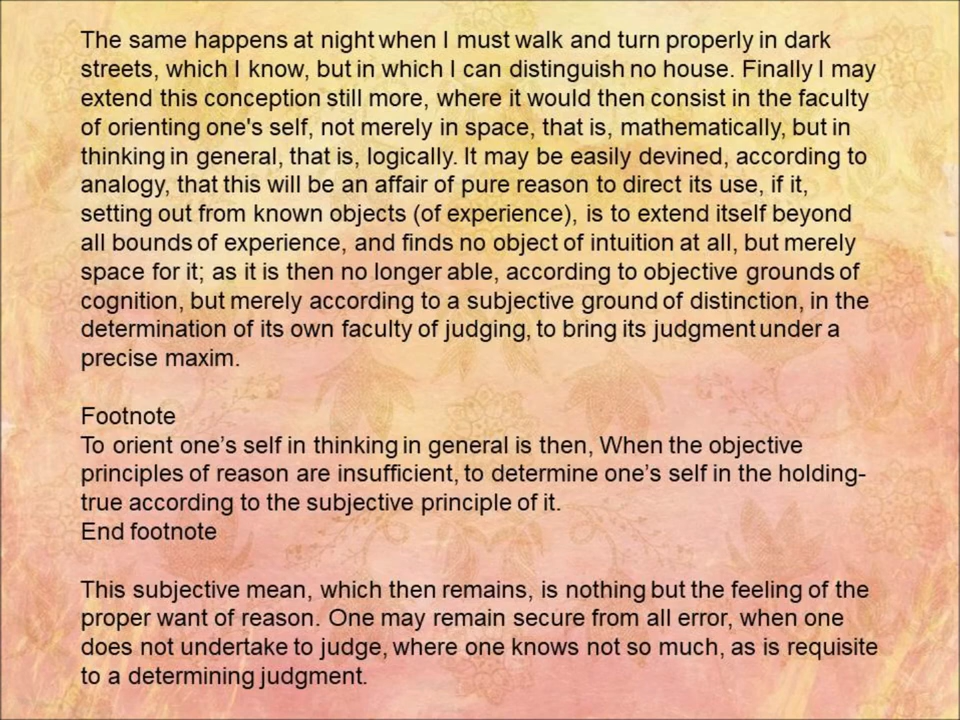 The same happens at night when I must walk and turn properly in dark
streets, which I know, but in which I can distinguish no house. Finally I may
extend this conception still more, where it would then consist in the faculty
of orienting one's self, not merely in space, that is, mathematically, but in
thinking in general, that is, logically. It may be easily devined, according to
analogy, that this will be an affair of pure reason to direct its use, if it,
setting out from known objects (of experience), is to extend itself beyond
all bounds of experience, and finds no object of intuition at all, but merely
space for it; as it is then no longer able, according to objective grounds of
cognition, but merely according to a subjective ground of distinction, in the
determination of its own faculty of judging, to bring its judgment under a
precise maxim.

Footnote
To orient one’s self in thinking in general is then, When the objective
principles of reason are insufficient, to determine one’s self in the holding-
true according to the subjective principle of it.
End footnote

This subjective mean, which then remains, is nothing but the feeling of the
proper want of reason. One may remain secure from all error, when one
does not undertake to judge, where one knows not so much, as is requisite
to a determining judgment.